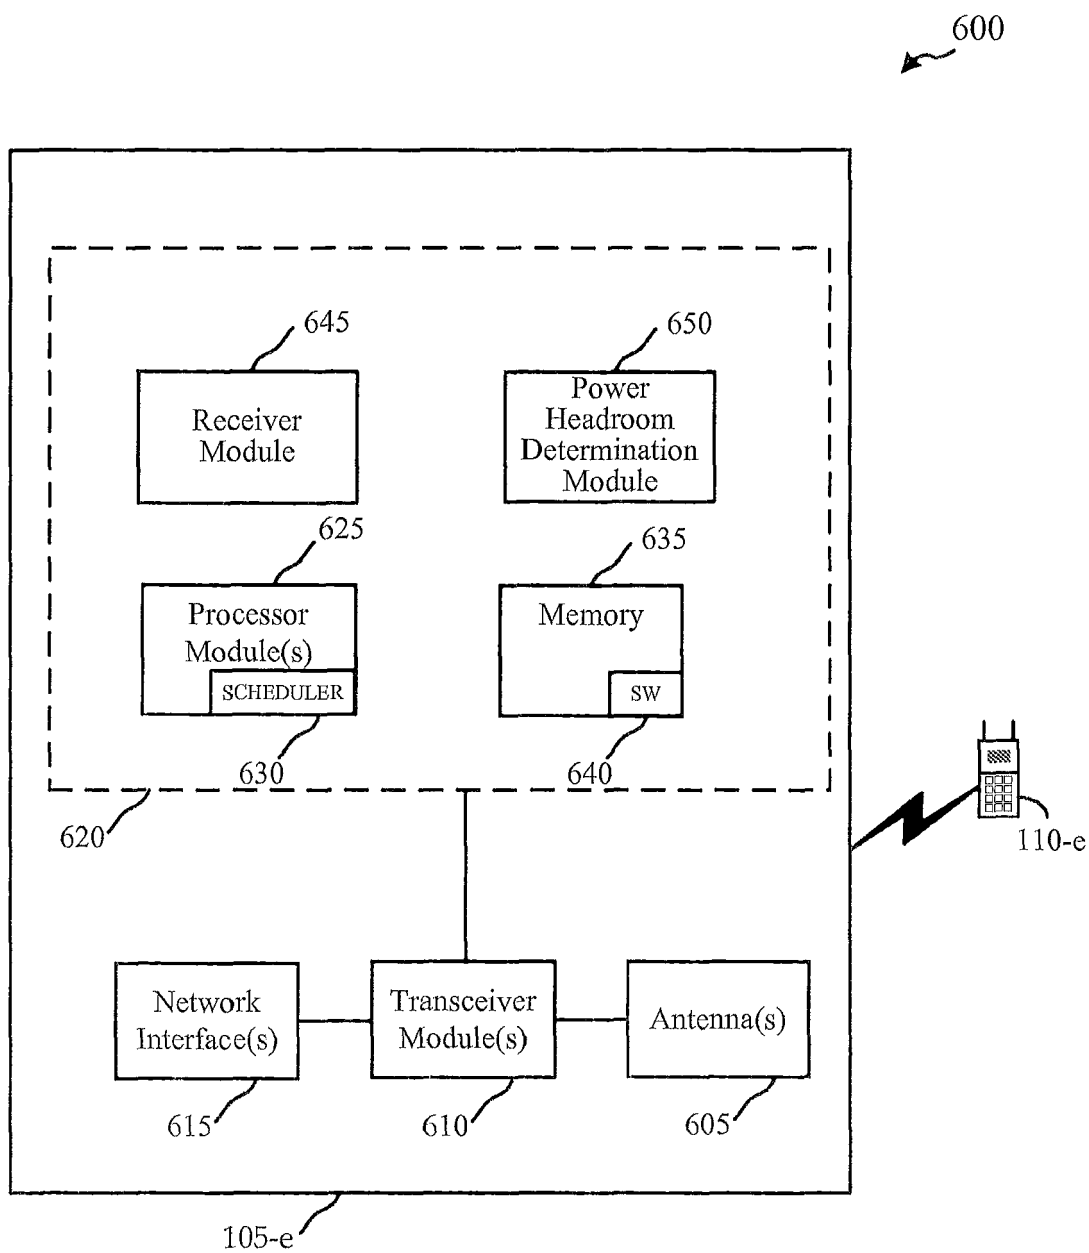 600
645
650
Receiver
Module
Power
Headroom
Determination
Module
625
635
Processor
Module(s)
SCHEDULER
Memory
SW
630
640
620
110-e
Network
Interface(s)
Transceiver
Module(s)
Antenna(s)
615
610
605
105-e